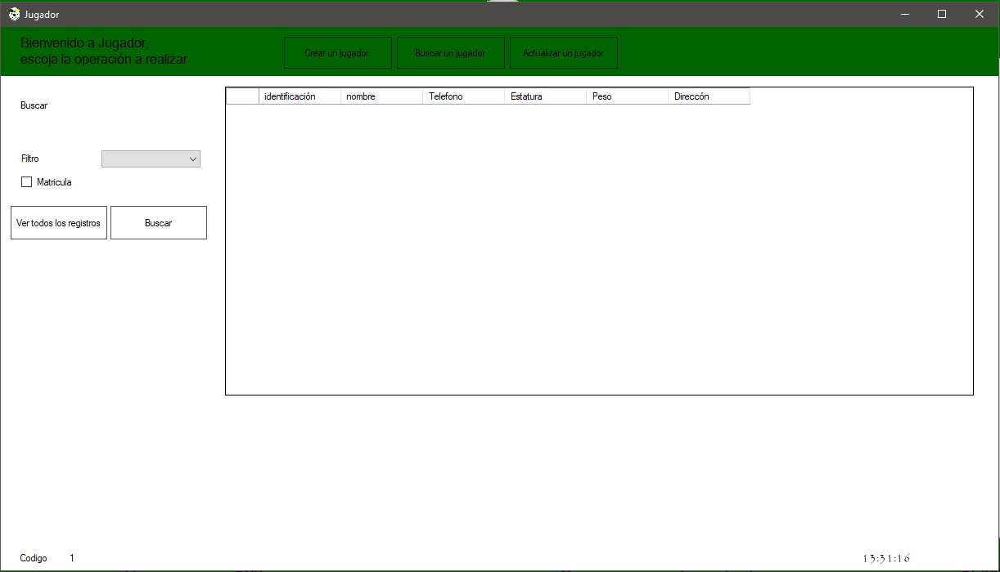 Jugador
Bienvenido a Jugador,
escoja la operación a realizar
Crear un jugador
Buscar un jugador
Actualizar un jugador
Buscar
Filtro
Matricula
Ver todos los registros
Buscar
identificación nombre Telefono Estatura Peso Direccón
Codigo 1
13:31:16